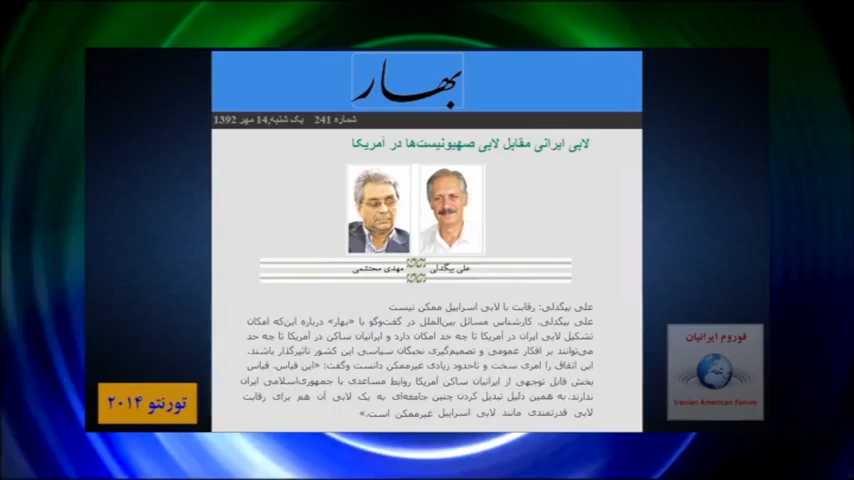 بهار
شماره 241 یک شنبه,14 مهر 1392
لابی ایرانی مقابل لابی صهیونیست‌ها در آمریکا
علی بیگدلی مهدی محتشمی
علی بیگدلی: رقابت با لابی اسراییل ممکن نیست
علی بیگدلی، کارشناس مسائل بین‌الملل در گفت‌وگو با «بهار» درباره این‌که امکان
تشکیل لابی ایران در آمریکا تا چه حد امکان دارد و ایرانیان ساکن در آمریکا تا چه حد
می‌توانند بر افکار عمومی و تصمیم‌گیری نخبگان سیاسی این کشور تاثیرگذار باشند،
این اتفاق را امری سخت و تاحدود زیادی غیرممکن دانست وگفت: «این قیاس، قیاس
بخش قابل توجهی از ایرانیان ساکن آمریکا روابط مساعدی با جمهوری‌اسلامی ایران
ندارند، به همین دلیل تبدیل کردن چنین جامعه‌ای به یک لابی آن هم برای رقابت
لابی قدرتمندی مانند لابی اسراییل غیرممکن است.»
فوروم ایرانیان
Iranian American Forum
تورنتو ۲۰۱۴